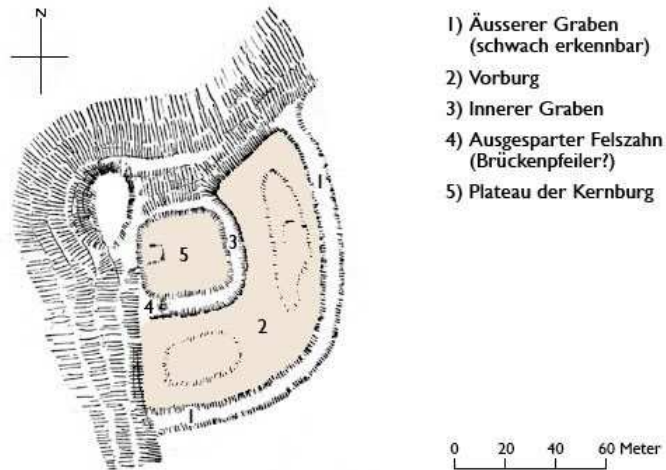 N
1) Äusserer Graben
(schwach erkennbar)
2) Vorburg
3) Innerer Graben
4) Ausgesparter Felszahn
(Brückenpfeiler?)
5) Plateau der Kernburg
1
3
5
4
2
1
0 20 40 60 Meter